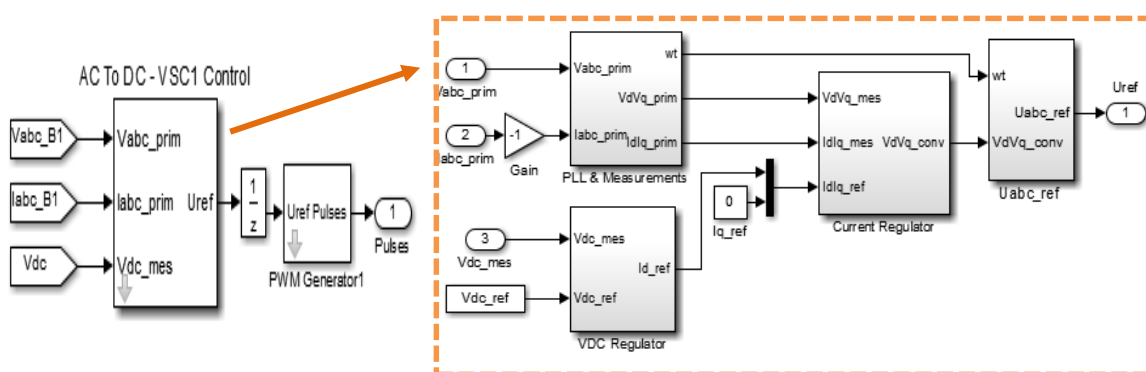 AC To DC - VSC1 Control
Vabc_B1
Iabc_B1
Vdc
Vabc_prim
Iabc_prim
Uref
Vdc_mes
1
z
Uref Pulses
PWM Generator1
1
Pulses
1
Vabc_prim
2
abc_prim
-1
Gain
Vabc_prim
Iabc_prim
wt
VdVq_prim
IdIq_prim
PLL & Measurements
3
Vdc_mes
Vdc_ref
Vdc_mes
Vdc_ref
Id_ref
VDC Regulator
0
Iq_ref
VdVq_mes
IdIq_mes
IdIq_ref
VdVq_conv
Current Regulator
wt
VdVq_conv
Uabc_ref
Uabc_ref
Uref
1